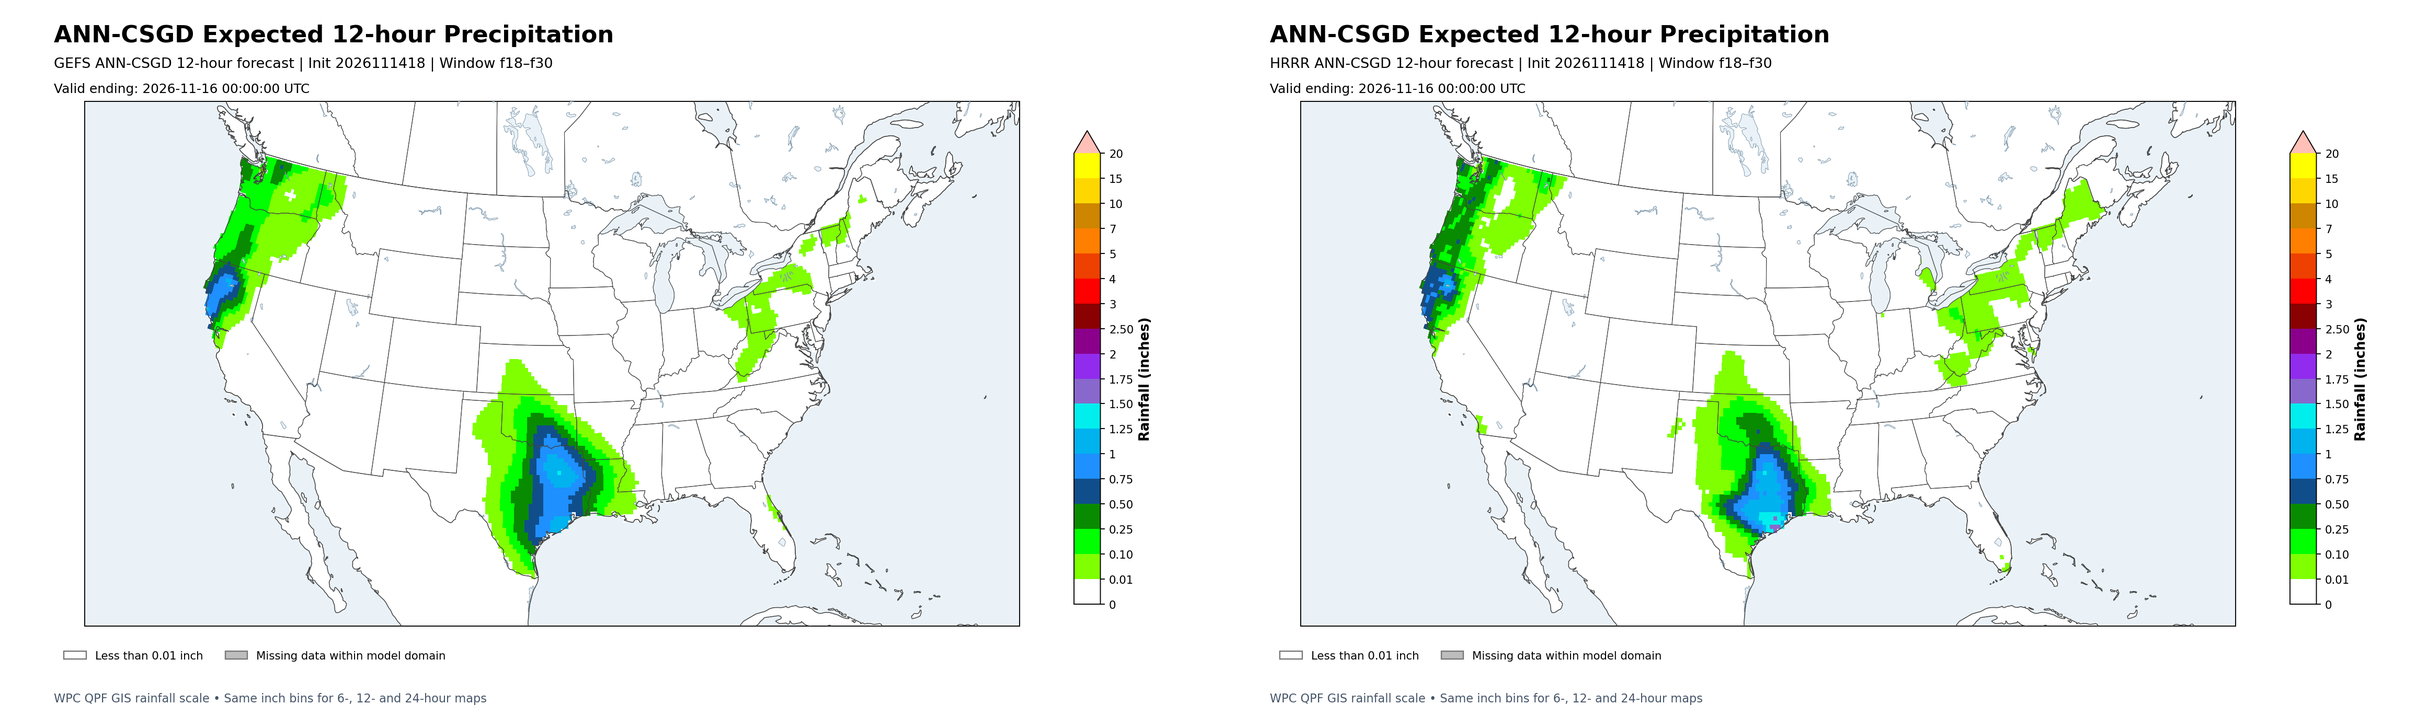 ANN-CSGD Expected 12-hour Precipitation
GEFS ANN-CSGD 12-hour forecast | Init 2026111418 | Window f18–f30
Valid ending: 2026-11-16 00:00:00 UTC
20
15
10
7
5
4
3
2.50
2
1.75
1.50
1.25
1
0.75
0.50
0.25
0.10
0.01
0
Rainfall (inches)
Less than 0.01 inch
Missing data within model domain
WPC QPF GIS rainfall scale • Same inch bins for 6-, 12- and 24-hour maps
ANN-CSGD Expected 12-hour Precipitation
HRRR ANN-CSGD 12-hour forecast | Init 2026111418 | Window f18–f30
Valid ending: 2026-11-16 00:00:00 UTC
20
15
10
7
5
4
3
2.50
2
1.75
1.50
1.25
1
0.75
0.50
0.25
0.10
0.01
0
Rainfall (inches)
Less than 0.01 inch
Missing data within model domain
WPC QPF GIS rainfall scale • Same inch bins for 6-, 12- and 24-hour maps